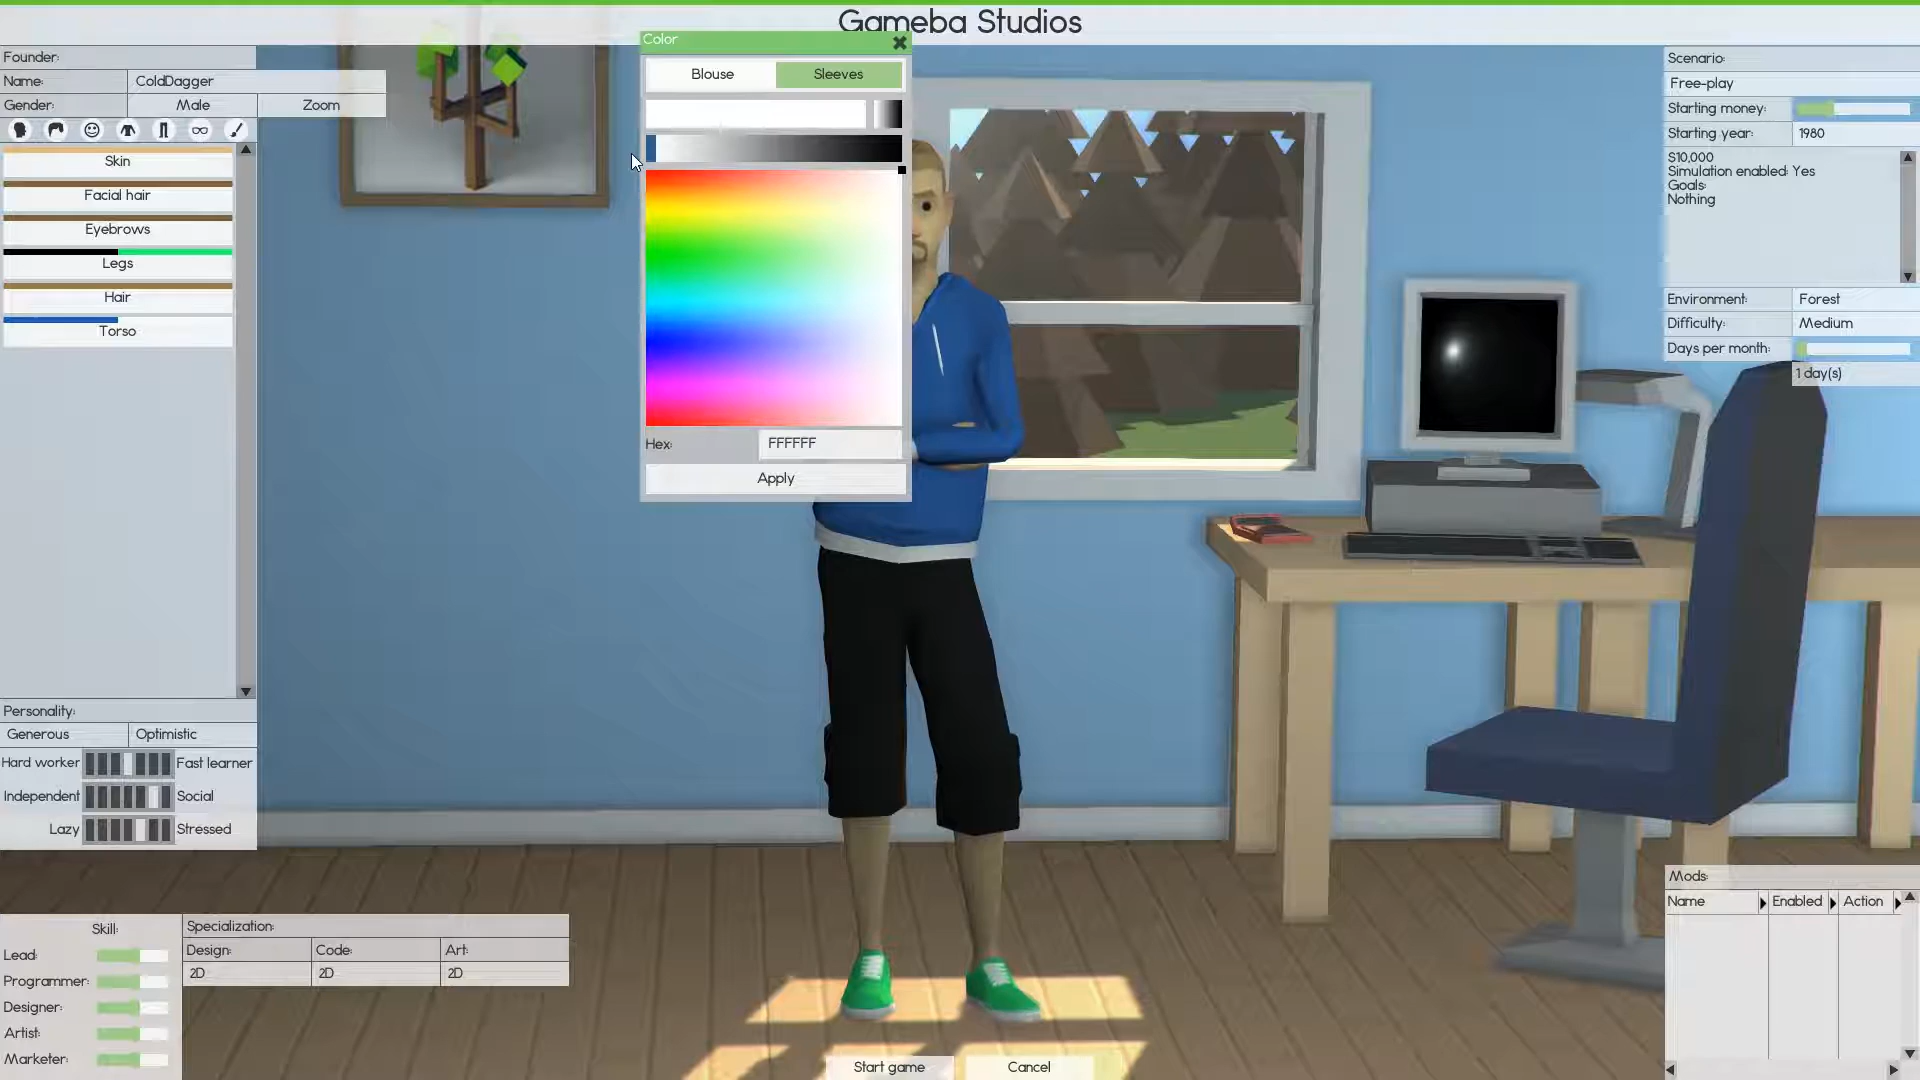 Gameba Studios
Color
Founder:
Name: ColdDagger
Gender: Male Zoom
Skin
Facial hair
Eyebrows
Legs
Hair
Torso
Blouse Sleeves
Hex: FFFFFF
Apply
Scenario:
Free-play
Starting money:
Starting year: 1980
$10,000
Simulation enabled: Yes
Goals:
Nothing
Environment: Forest
Difficulty: Medium
Days per month:
1 day(s)
Personality:
Generous Optimistic
Hard worker Fast learner
Independent Social
Lazy Stressed
Skill:
Lead:
Programmer:
Designer:
Artist:
Marketer:
Specialization:
Design: Code: Art:
2D 2D 2D
Mods:
Name Enabled Action
Start game Cancel